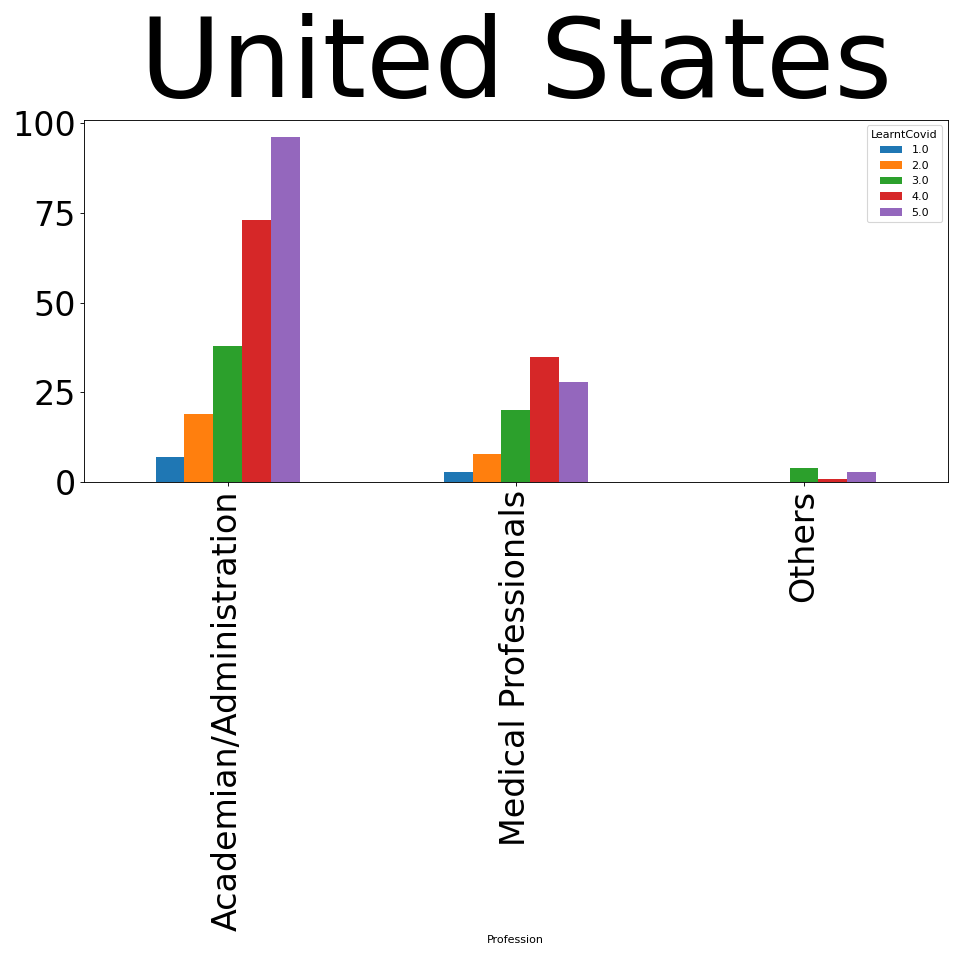 United States
100
75
50
25
0
LearntCovid
1.0
2.0
3.0
4.0
5.0
Academian/Administration
Medical Professionals
Others
Profession